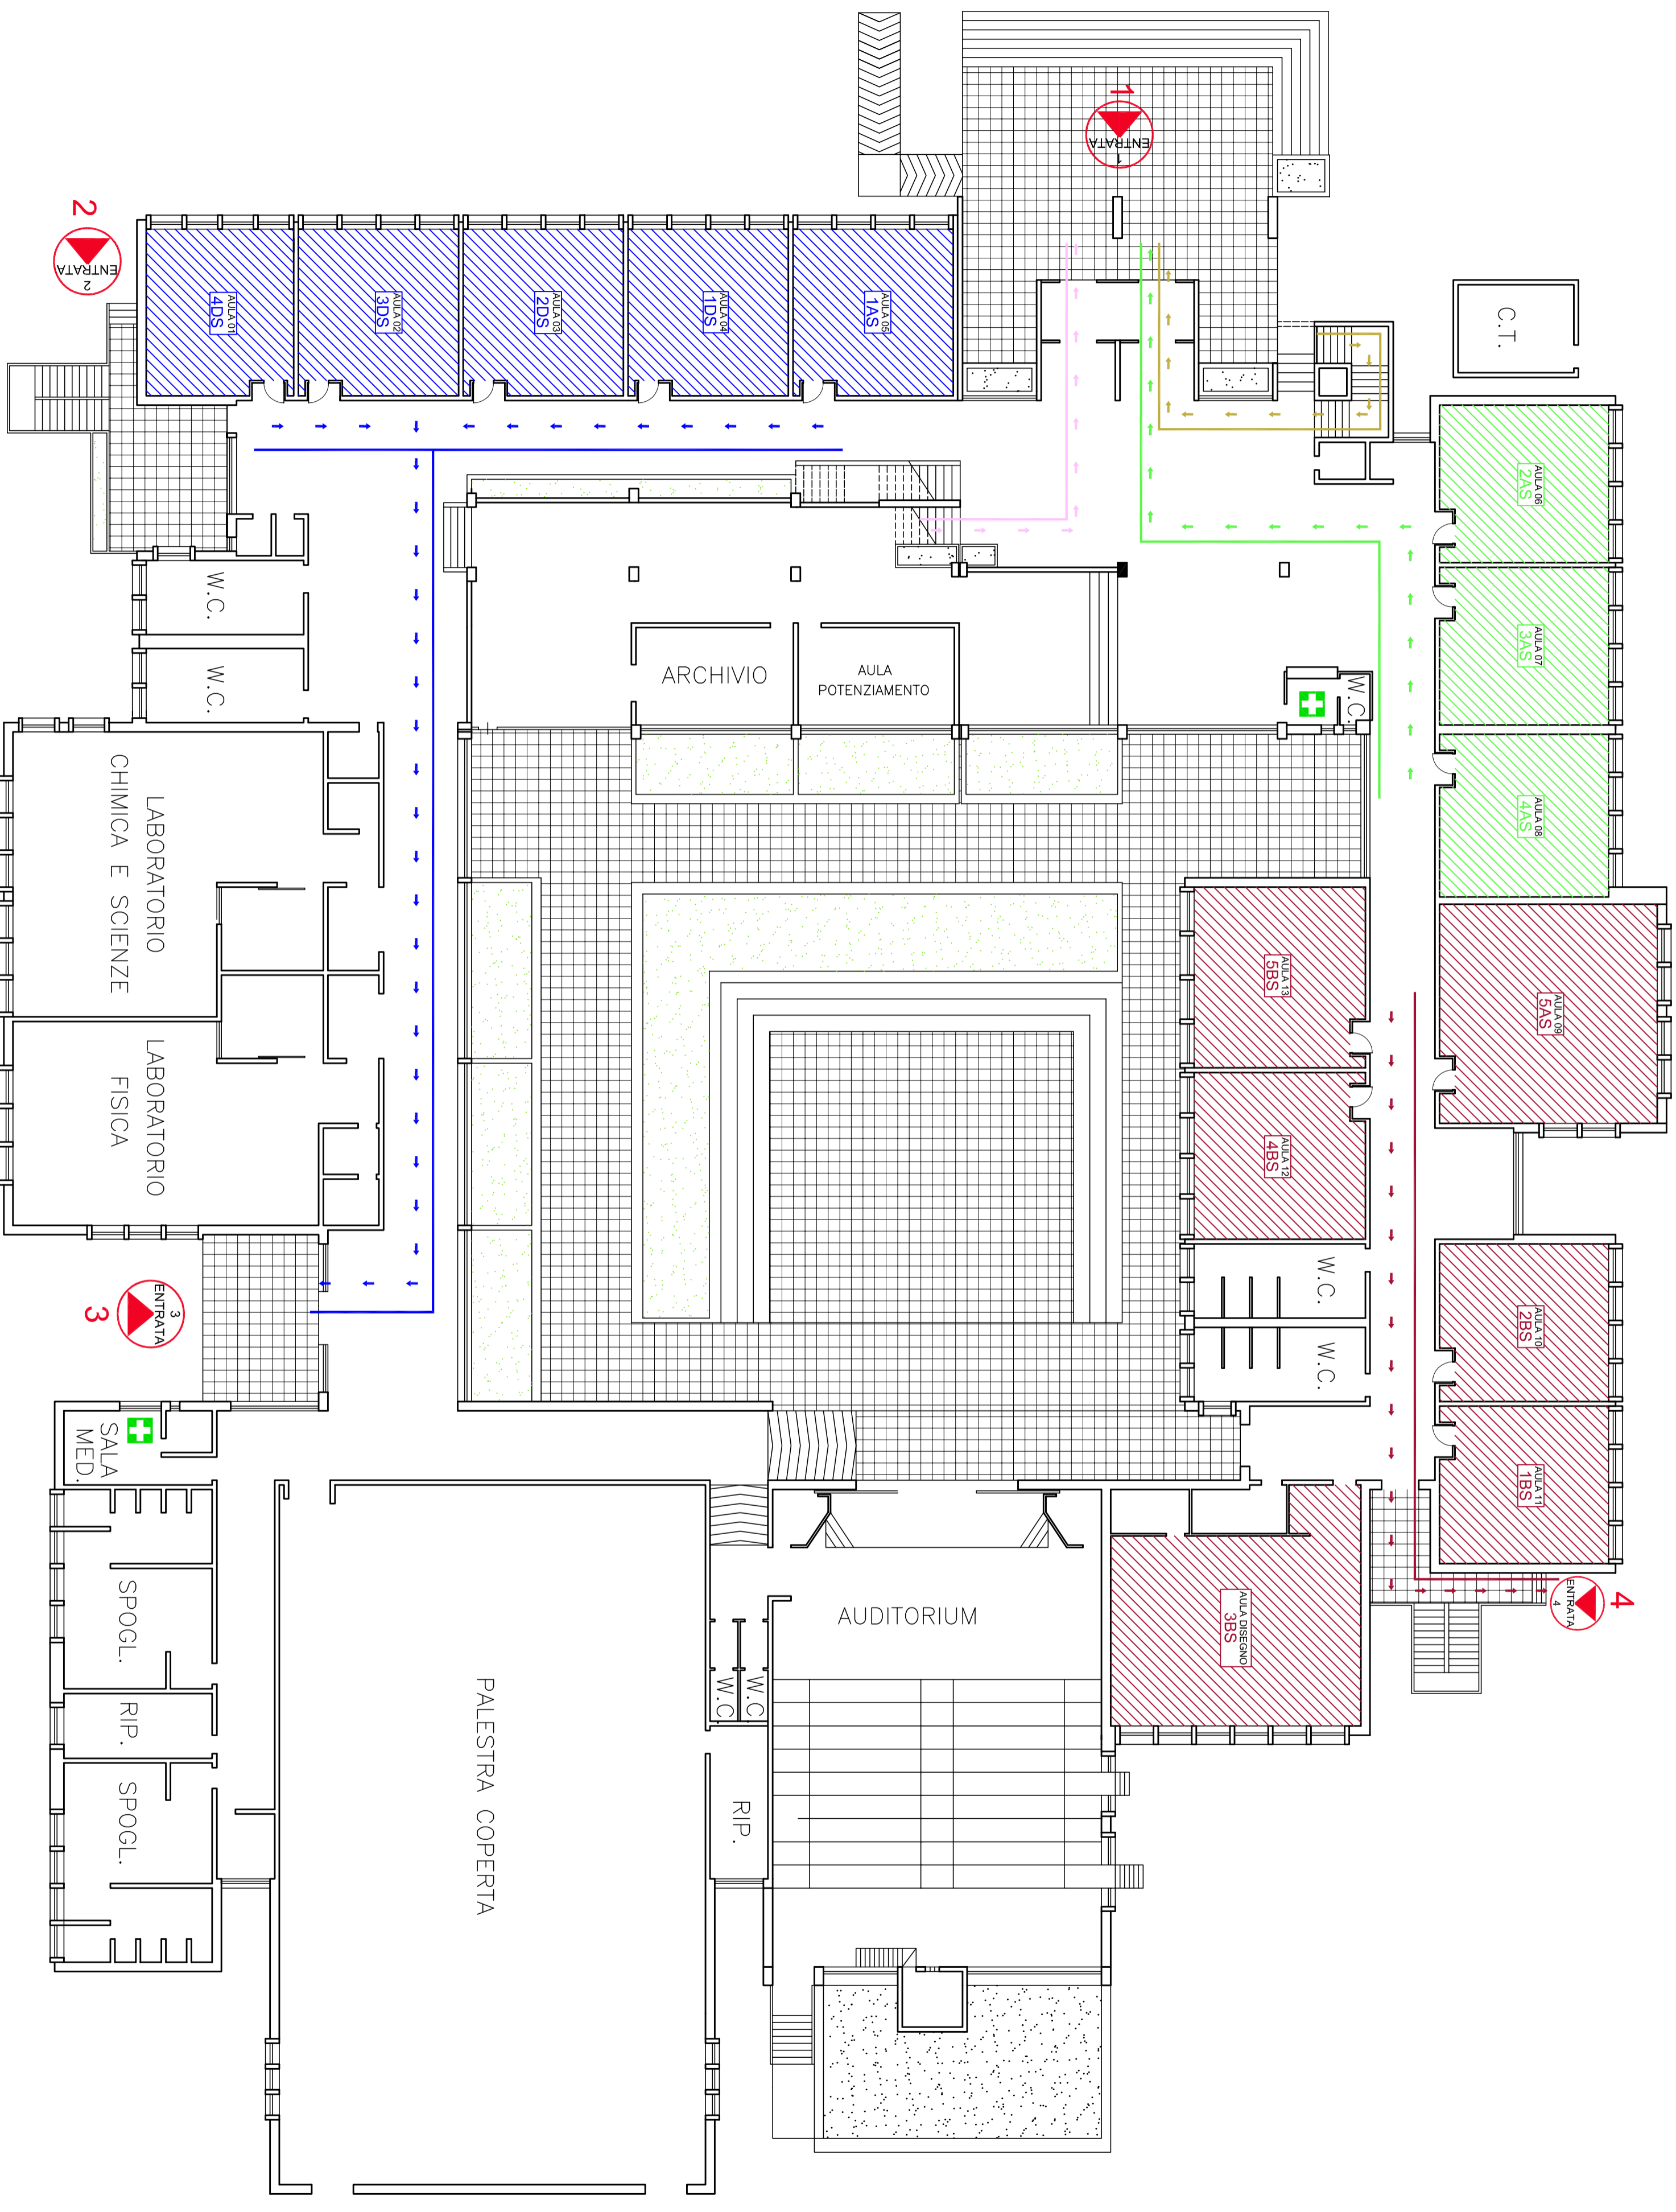 1
ENTRATA
1
2
ENTRATA
2
C.T.
AULA 01
4DS
AULA 02
3DS
AULA 03
2DS
AULA 04
1DS
AULA 05
1AS
AULA 06
2AS
AULA 07
3AS
AULA 08
4AS
AULA 09
5AS
W.C.
W.C.
ARCHIVIO
AULA
POTENZIAMENTO
W.C.
LABORATORIO
CHIMICA E SCIENZE
LABORATORIO
FISICA
AULA 13
5BS
AULA 12
4BS
W.C.
W.C.
AULA 10
2BS
AULA 11
1BS
3
ENTRATA
3
4
ENTRATA
4
SALA
MED.
SPOGL.
RIP.
SPOGL.
PALESTRA COPERTA
W.C
W.C
RIP.
AUDITORIUM
AULA DISEGNO
3BS